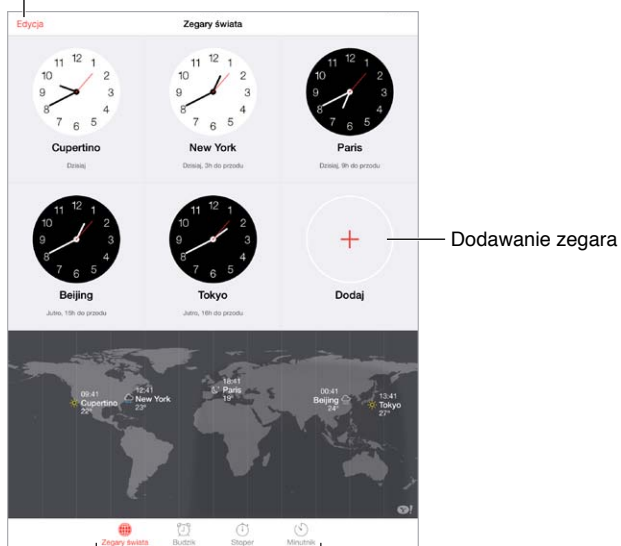 Edycja
Zegary świata
Cupertino
Dzisiaj
New York
Dzisiaj, 3h do przodu
Paris
Dzisiaj, 9h do przodu
Beijing
Jutro, 15h do przodu
Tokyo
Jutro, 16h do przodu
Dodaj
Dodawanie zegara
09:41
Cupertino
22°
12:41
New York
23°
18:41
Paris
19°
00:41
Beijing
24°
13:41
Tokyo
27°
Y!
Zegary świata
Budzik
Stoper
Minutnik